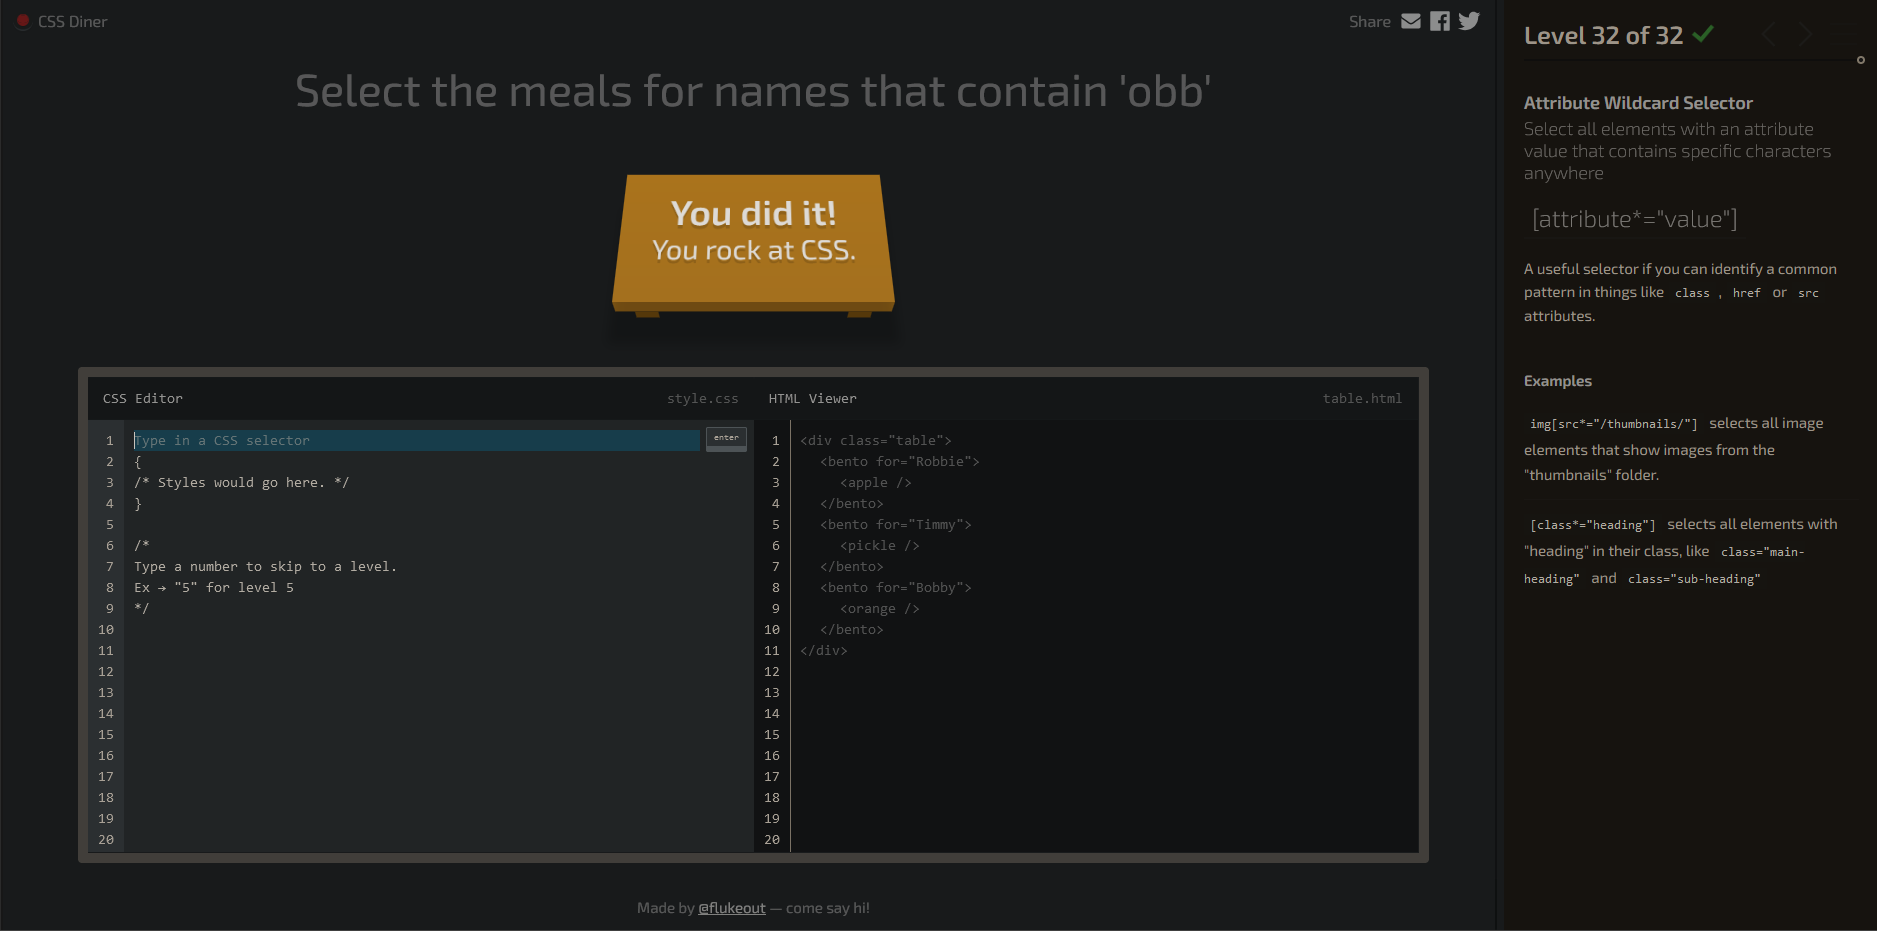 CSS Diner
Share
Select the meals for names that contain 'obb'
You did it!
You rock at CSS.
CSS Editor
style.css
1 Type in a CSS selector
enter
2 {
3 /* Styles would go here. */
4 }
5
6 /*
7 Type a number to skip to a level.
8 Ex → "5" for level 5
9 */
10
11
12
13
14
15
16
17
18
19
20
HTML Viewer
table.html
1 <div class="table">
2 <bento for="Robbie">
3 <apple />
4 </bento>
5 <bento for="Timmy">
6 <pickle />
7 </bento>
8 <bento for="Bobby">
9 <orange />
10 </bento>
11 </div>
12
13
14
15
16
17
18
19
20
Made by @flukeout — come say hi!
Level 32 of 32
Attribute Wildcard Selector
Select all elements with an attribute
value that contains specific characters
anywhere
[attribute*="value"]
A useful selector if you can identify a common
pattern in things like class , href or src
attributes.
Examples
img[src*="/thumbnails/"] selects all image
elements that show images from the
"thumbnails" folder.
[class*="heading"] selects all elements with
"heading" in their class, like class="main-
heading" and class="sub-heading"